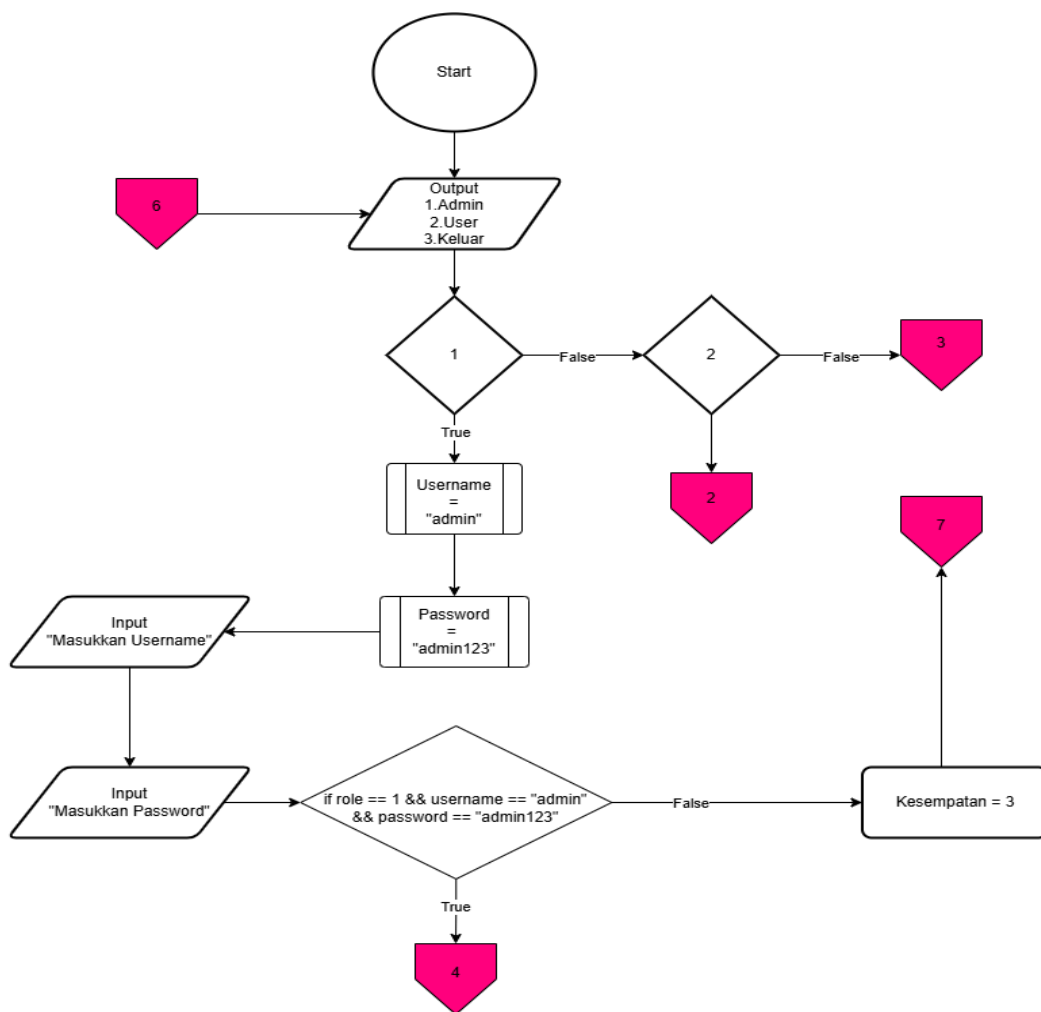 Start
6
Output
1.Admin
2.User
3.Keluar
1
False
2
False
3
True
Username
=
"admin"
2
7
Password
=
"admin123"
Input
"Masukkan Username"
Input
"Masukkan Password"
if role == 1 && username == "admin"
&& password == "admin123"
False
Kesempatan = 3
True
4